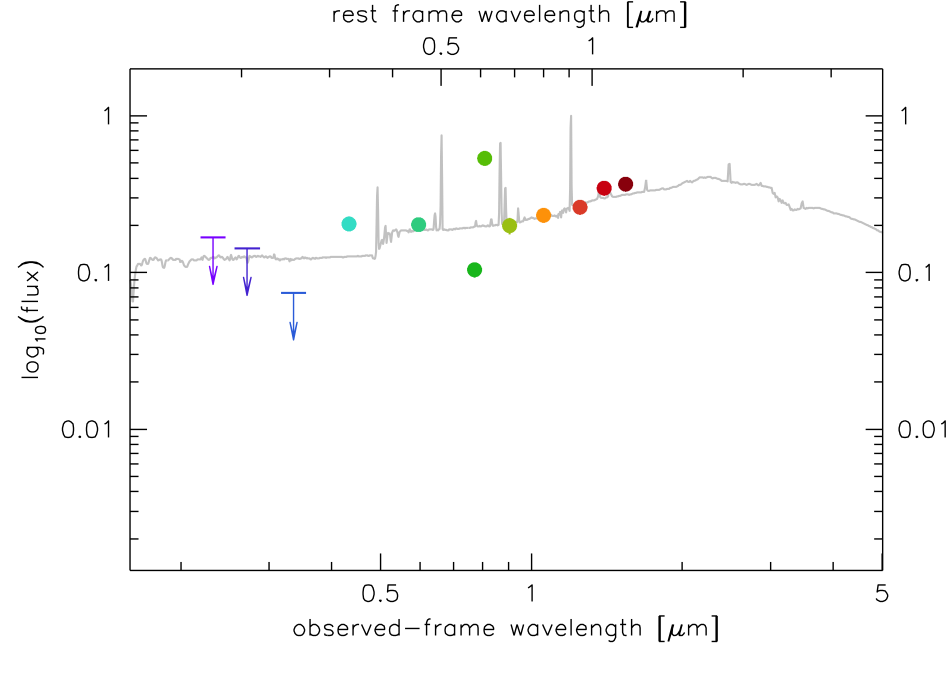 rest frame wavelength [μm]
0.5 1
1 1
0.1 0.1
0.01 0.01
log10(flux)
0.5 1 5
observed-frame wavelength [μm]